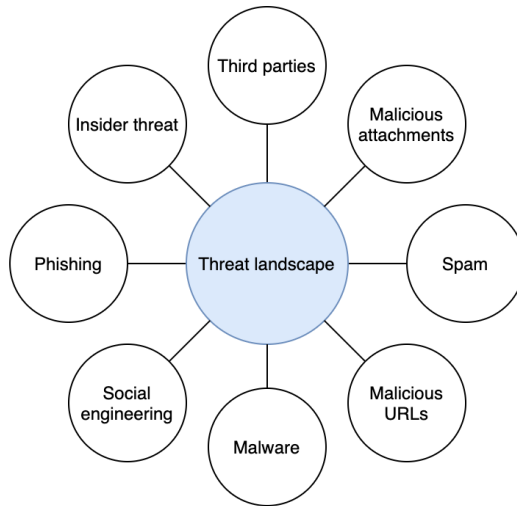 Third parties
Insider threat
Malicious
attachments
Phishing
Threat landscape
Spam
Social
engineering
Malicious
URLs
Malware